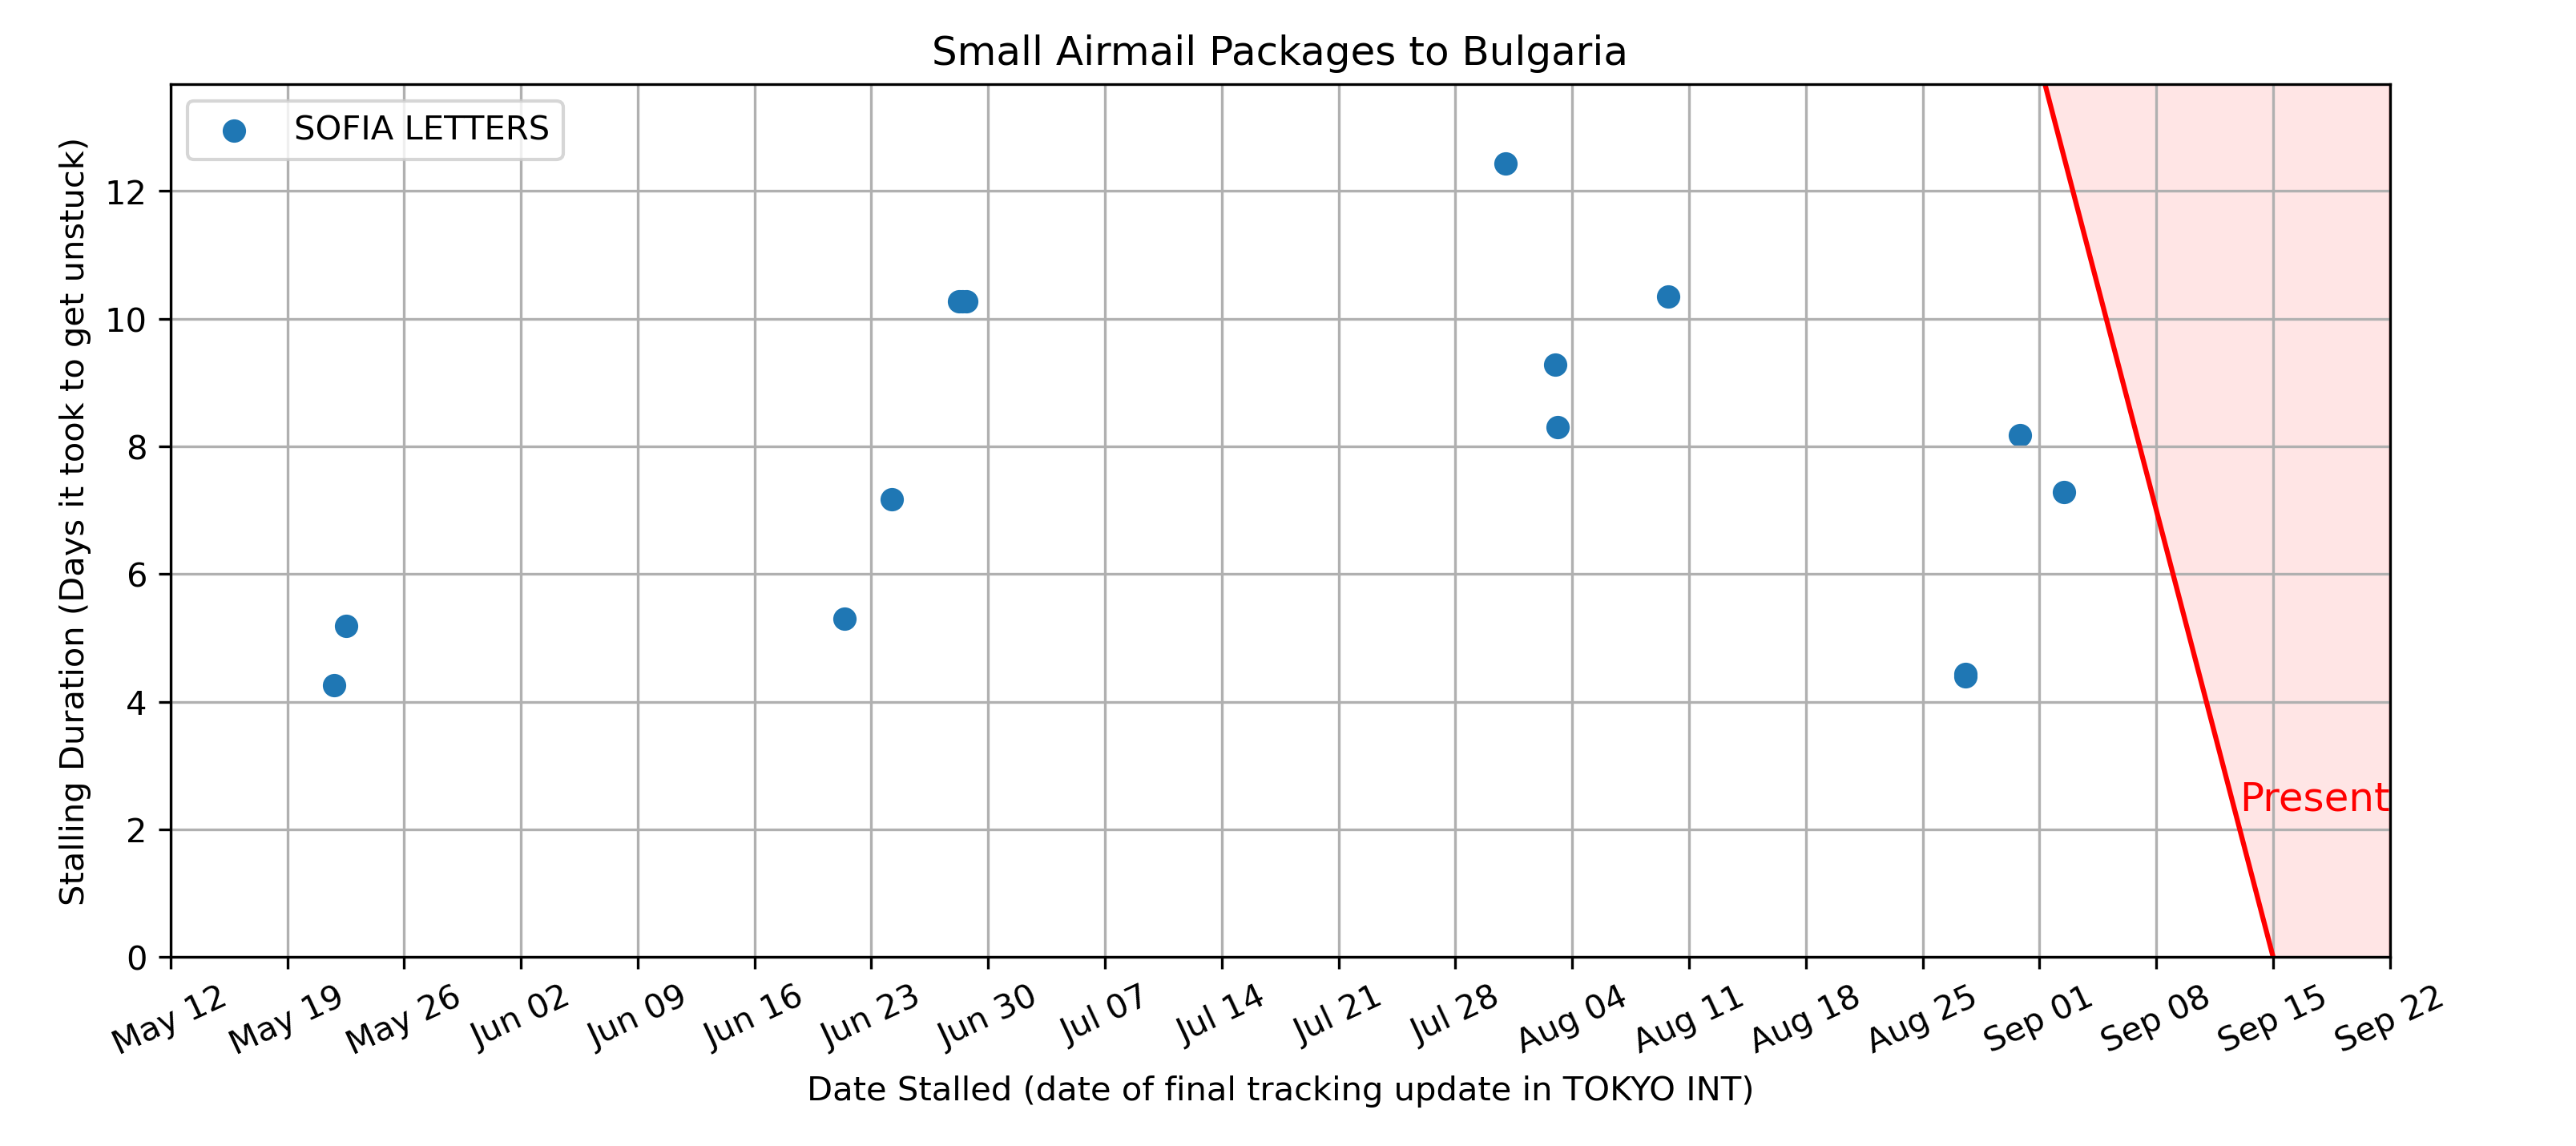 Small Airmail Packages to Bulgaria
SOFIA LETTERS
Stalling Duration (Days it took to get unstuck)
12
10
8
6
4
2
0
Present
May 12
May 19
May 26
Jun 02
Jun 09
Jun 16
Jun 23
Jun 30
Jul 07
Jul 14
Jul 21
Jul 28
Aug 04
Aug 11
Aug 18
Aug 25
Sep 01
Sep 08
Sep 15
Sep 22
Date Stalled (date of final tracking update in TOKYO INT)